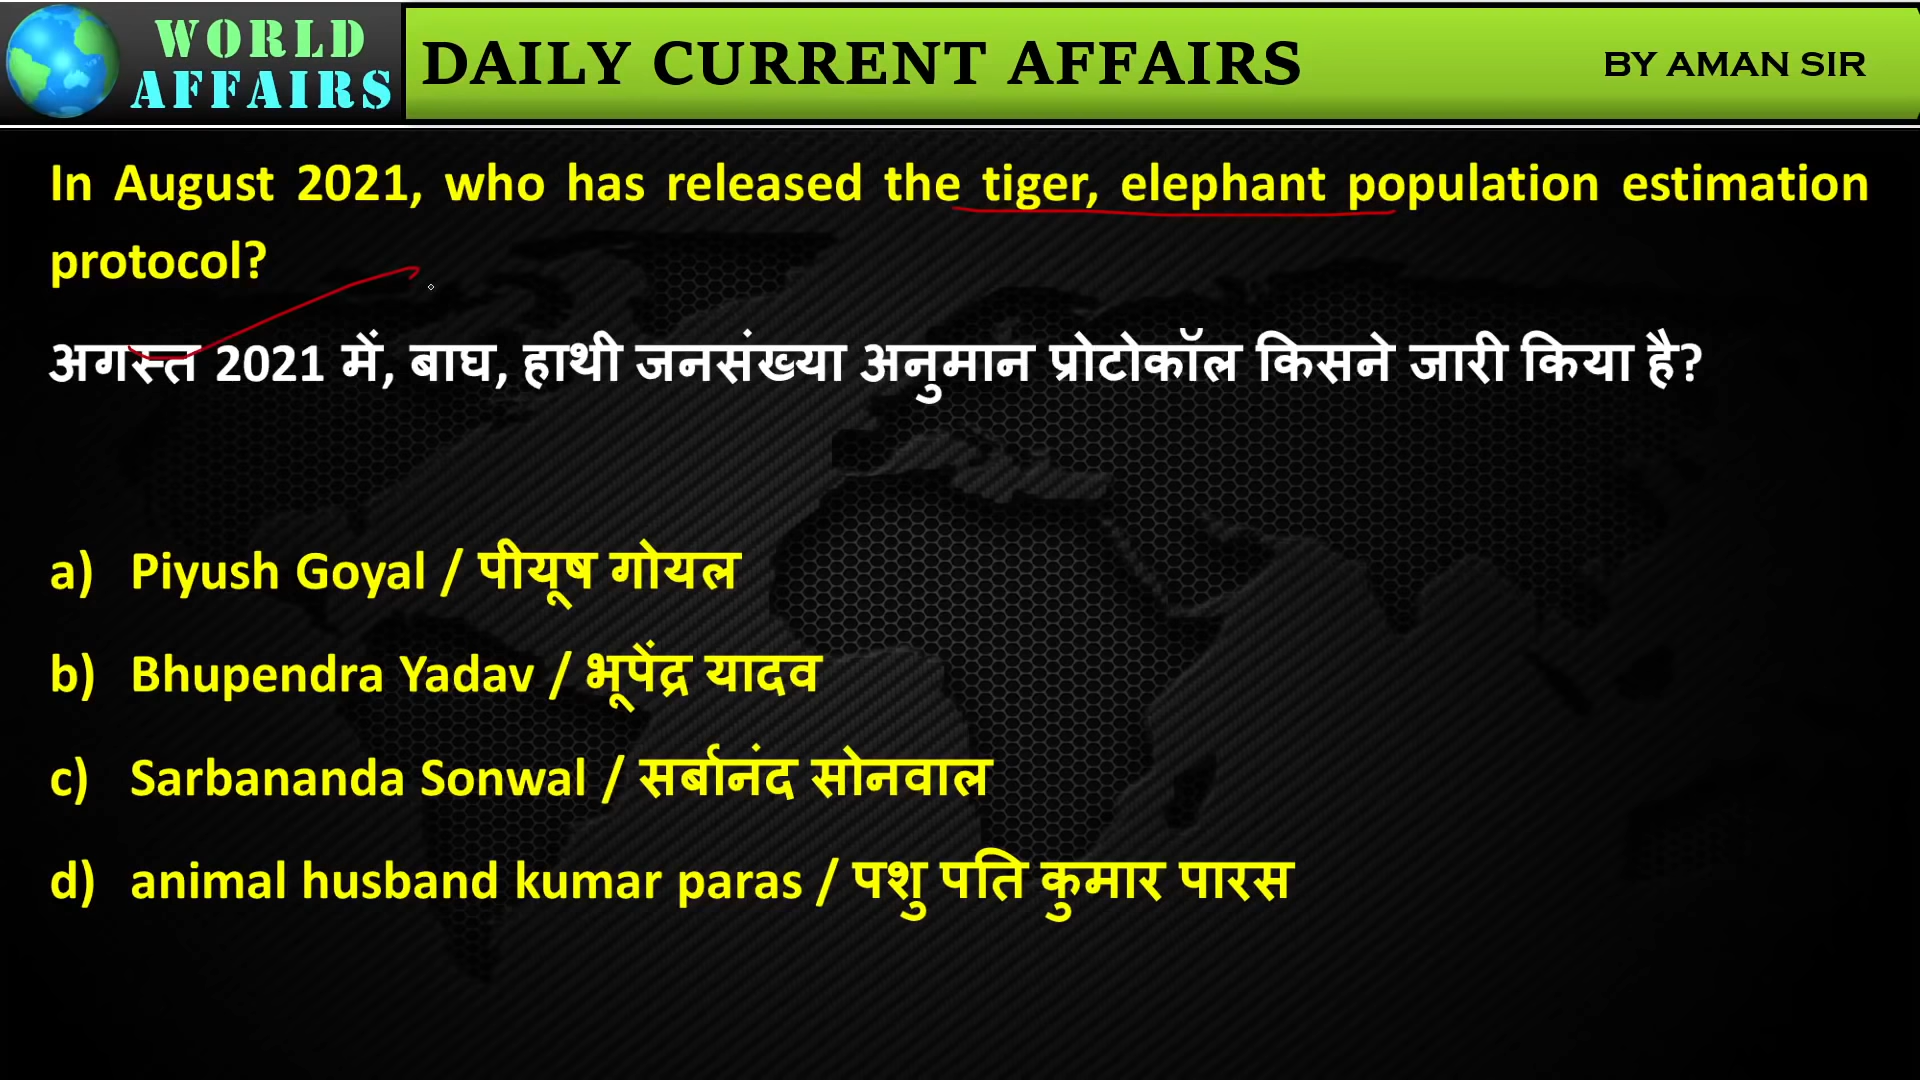 WORLD
AFFAIRS
DAILY CURRENT AFFAIRS
BY AMAN SIR
In August 2021, who has released the tiger, elephant population estimation
protocol?
अगस्त 2021 में, बाघ, हाथी जनसंख्या अनुमान प्रोटोकॉल किसने जारी किया है?
a) Piyush Goyal / पीयूष गोयल
b) Bhupendra Yadav / भूपेंद्र यादव
c) Sarbananda Sonwal / सर्बानंद सोनवाल
d) animal husband kumar paras / पशु पति कुमार पारस